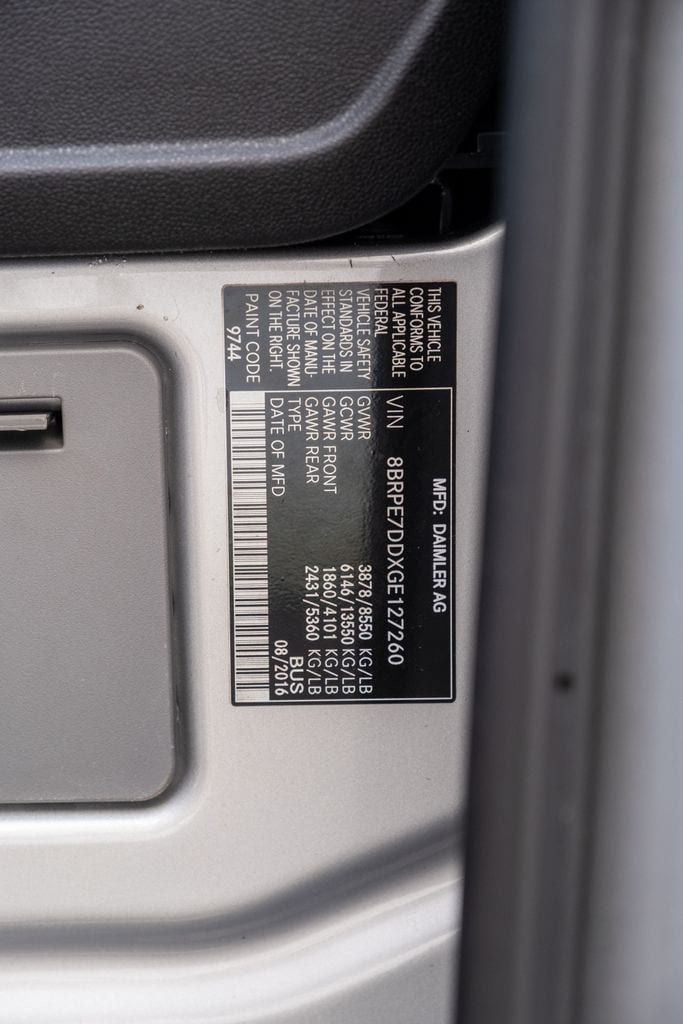 MFD: DAIMLER AG
THIS VEHICLE
CONFORMS TO
ALL APPLICABLE
FEDERAL
VEHICLE SAFETY
STANDARDS IN
EFFECT ON THE
DATE OF MANU-
FACTURE SHOWN
ON THE RIGHT.
PAINT CODE
9744
VIN 8BRPE7DDXGE127260
GVWR 3878/8550 KG/LB
GCWR 6146/13550 KG/LB
GAWR FRONT 1860/4101 KG/LB
GAWR REAR 2431/5360 KG/LB
TYPE BUS
DATE OF MFD 08/2016